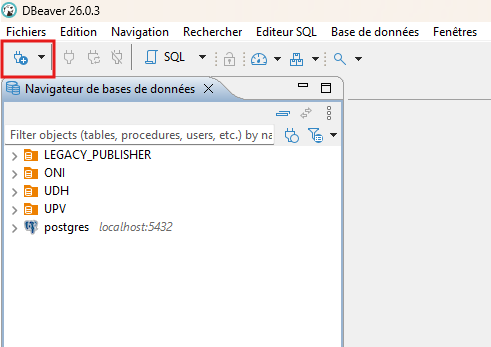 DBeaver 26.0.3
Fichiers Edition Navigation Rechercher Editeur SQL Base de données Fenêtres
SQL
Navigateur de bases de données
Filter objects (tables, procedures, users, etc.) by na
LEGACY_PUBLISHER
ONI
UDH
UPV
postgres localhost:5432